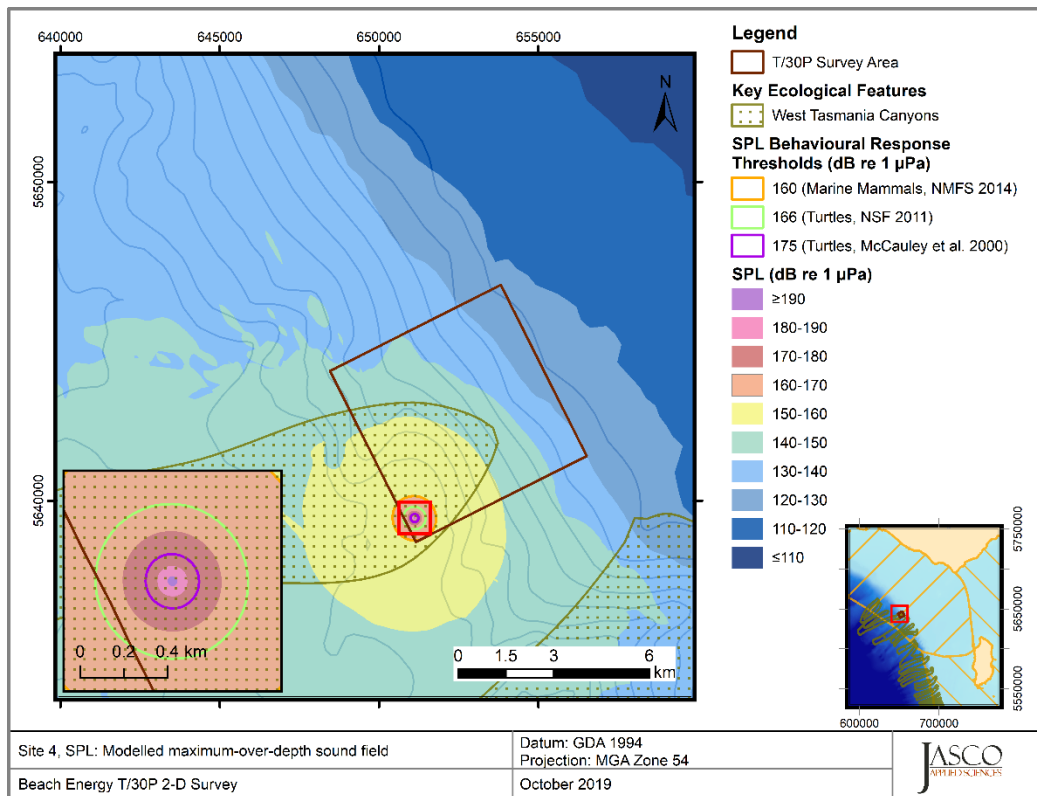 640000 645000 650000 655000
5650000
5640000
N
0 0.2 0.4 km
0 1.5 3 6
km
Legend
T/30P Survey Area
Key Ecological Features
West Tasmania Canyons
SPL Behavioural Response
Thresholds (dB re 1 µPa)
160 (Marine Mammals, NMFS 2014)
166 (Turtles, NSF 2011)
175 (Turtles, McCauley et al. 2000)
SPL (dB re 1 µPa)
≥190
180-190
170-180
160-170
150-160
140-150
130-140
120-130
110-120
≤110
5750000
5650000
5550000
600000 700000
Site 4, SPL: Modelled maximum-over-depth sound field
Datum: GDA 1994
Projection: MGA Zone 54
Beach Energy T/30P 2-D Survey
October 2019
JASCO
APPLIED SCIENCES